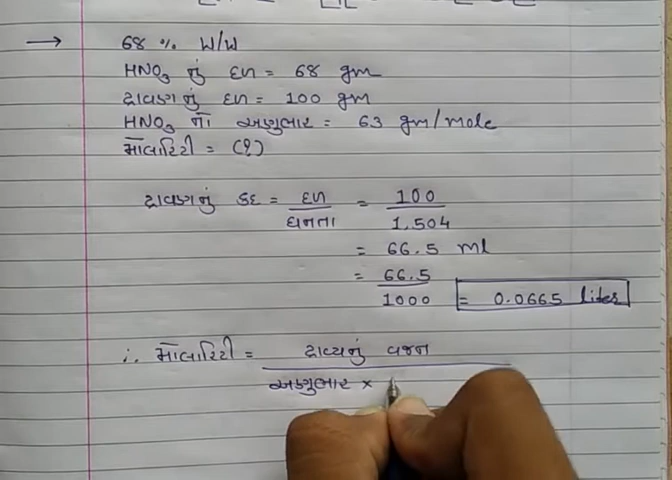 → 68 % W/W
HNO3 નું દળ = 68 gm
દ્રાવણનું દળ = 100 gm
HNO3 નો અણુભાર = 63 gm/mole
મોલારિટી = (?)
દ્રાવણનું કદ = દળ / ઘનતા = 100 / 1.504
= 66.5 ml
= 66.5 / 1000 = 0.0665 liter
∴ મોલારિટી = દ્રાવ્યનું વજન / અણુભાર ×